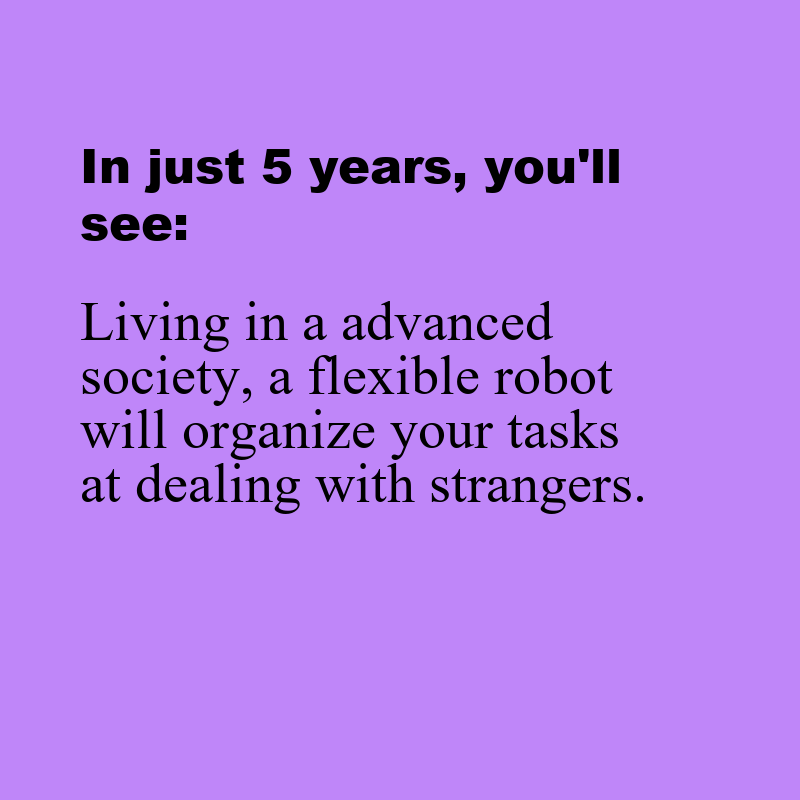 In just 5 years, you'll
see:
Living in a advanced
society, a flexible robot
will organize your tasks
at dealing with strangers.